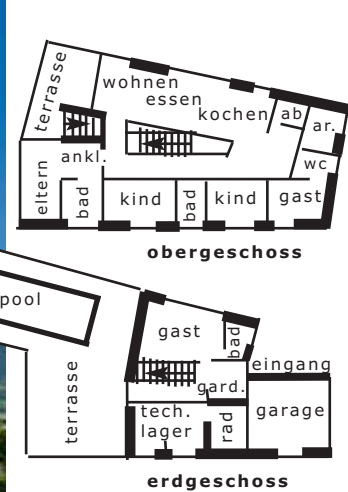 terrasse
wohnen
essen
kochen
ab
ar.
wc
ankl.
eltern
bad
kind
bad
kind
gast
obergeschoss
pool
terrasse
gast
bad
eingang
gard.
tech.
lager
rad
garage
erdgeschoss